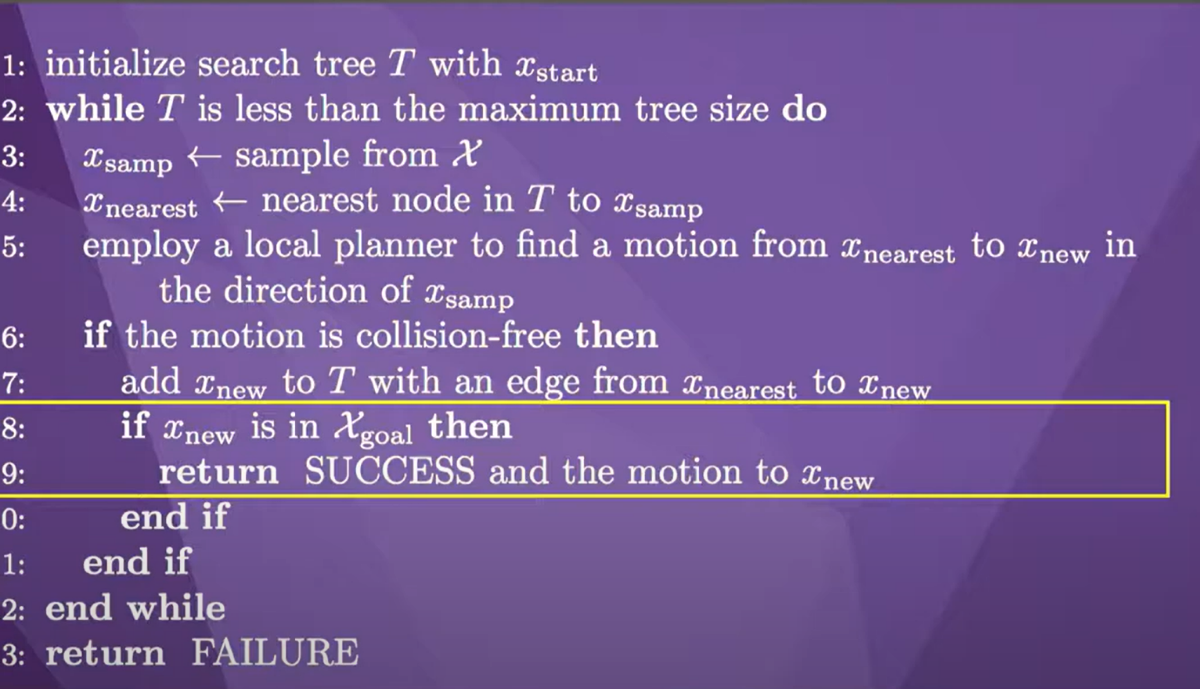 1: initialize search tree T with x_start
2: while T is less than the maximum tree size do
3: x_samp ← sample from 𝒳
4: x_nearest ← nearest node in T to x_samp
5: employ a local planner to find a motion from x_nearest to x_new in
the direction of x_samp
6: if the motion is collision-free then
7: add x_new to T with an edge from x_nearest to x_new
8: if x_new is in 𝒳_goal then
9: return SUCCESS and the motion to x_new
0: end if
1: end if
2: end while
3: return FAILURE